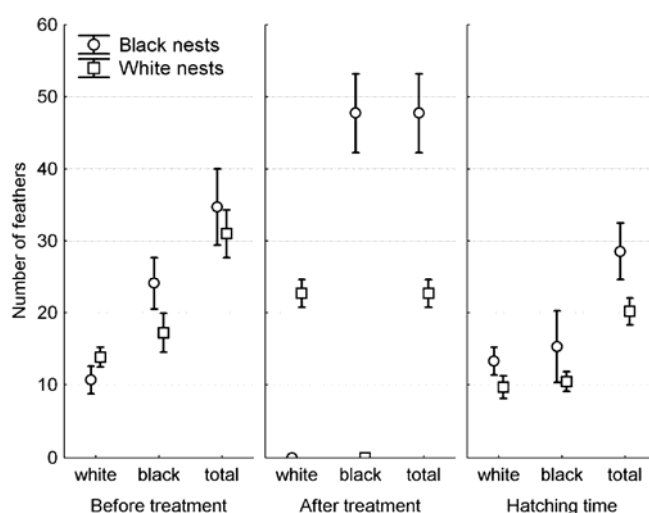 60
50
40
30
20
10
0
Number of feathers
Black nests
White nests
white black total
white black total
white black total
Before treatment
After treatment
Hatching time